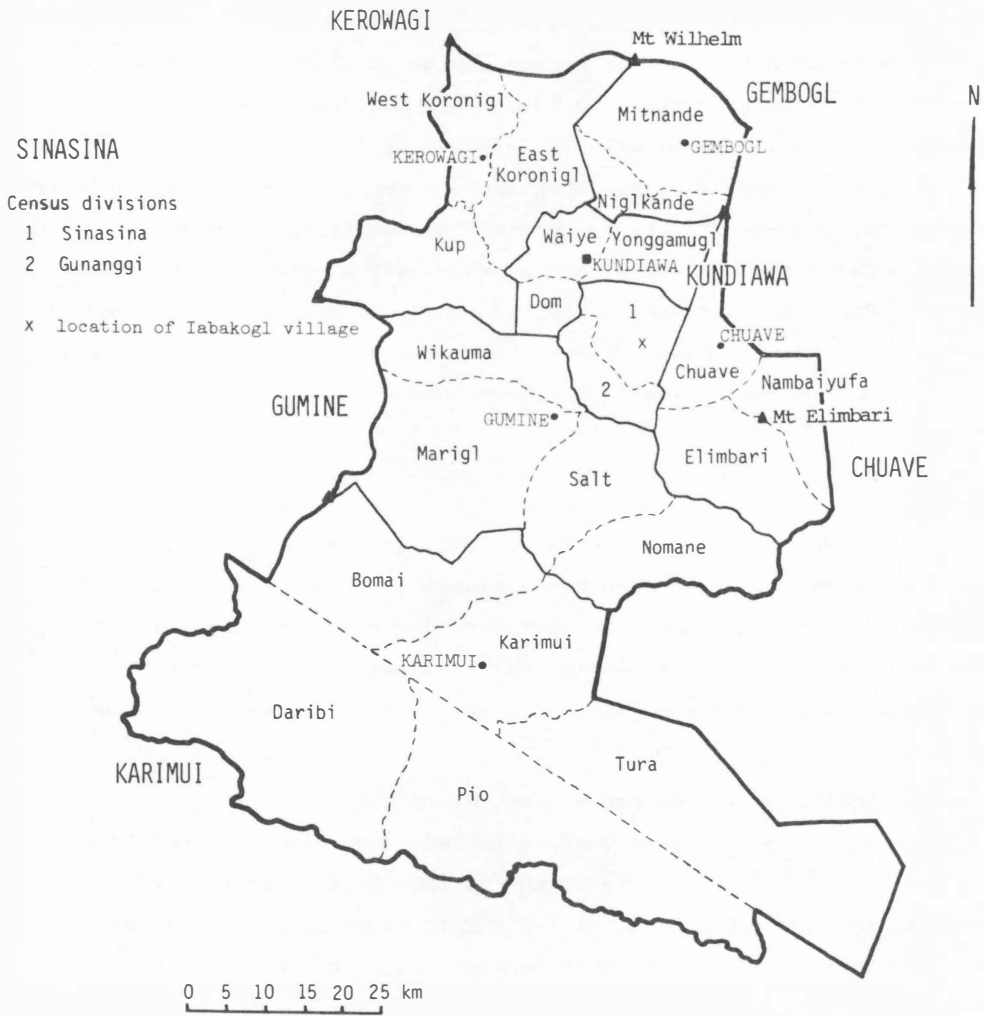 KEROWAGI
Mt Wilhelm
GEMBOGL
N
West Koronigl
Mitnande
GEMBOGL
SINASINA
KEROWAGI
East
Koronigl
Census divisions
1 Sinasina
2 Gunanggi
x location of Iabakogl village
Niglkande
Kup
Waiye
Yonggamugl
KUNDIAWA
KUNDIAWA
Dom
1
x
2
CHUAVE
Chuave
Nambaiyufa
Wikauma
GUMINE
GUMINE
Mt Elimbari
Marigl
Elimbari
CHUAVE
Salt
Nomane
Bomai
Karimui
KARIMUI
Daribi
KARIMUI
Tura
Pio
0 5 10 15 20 25 km